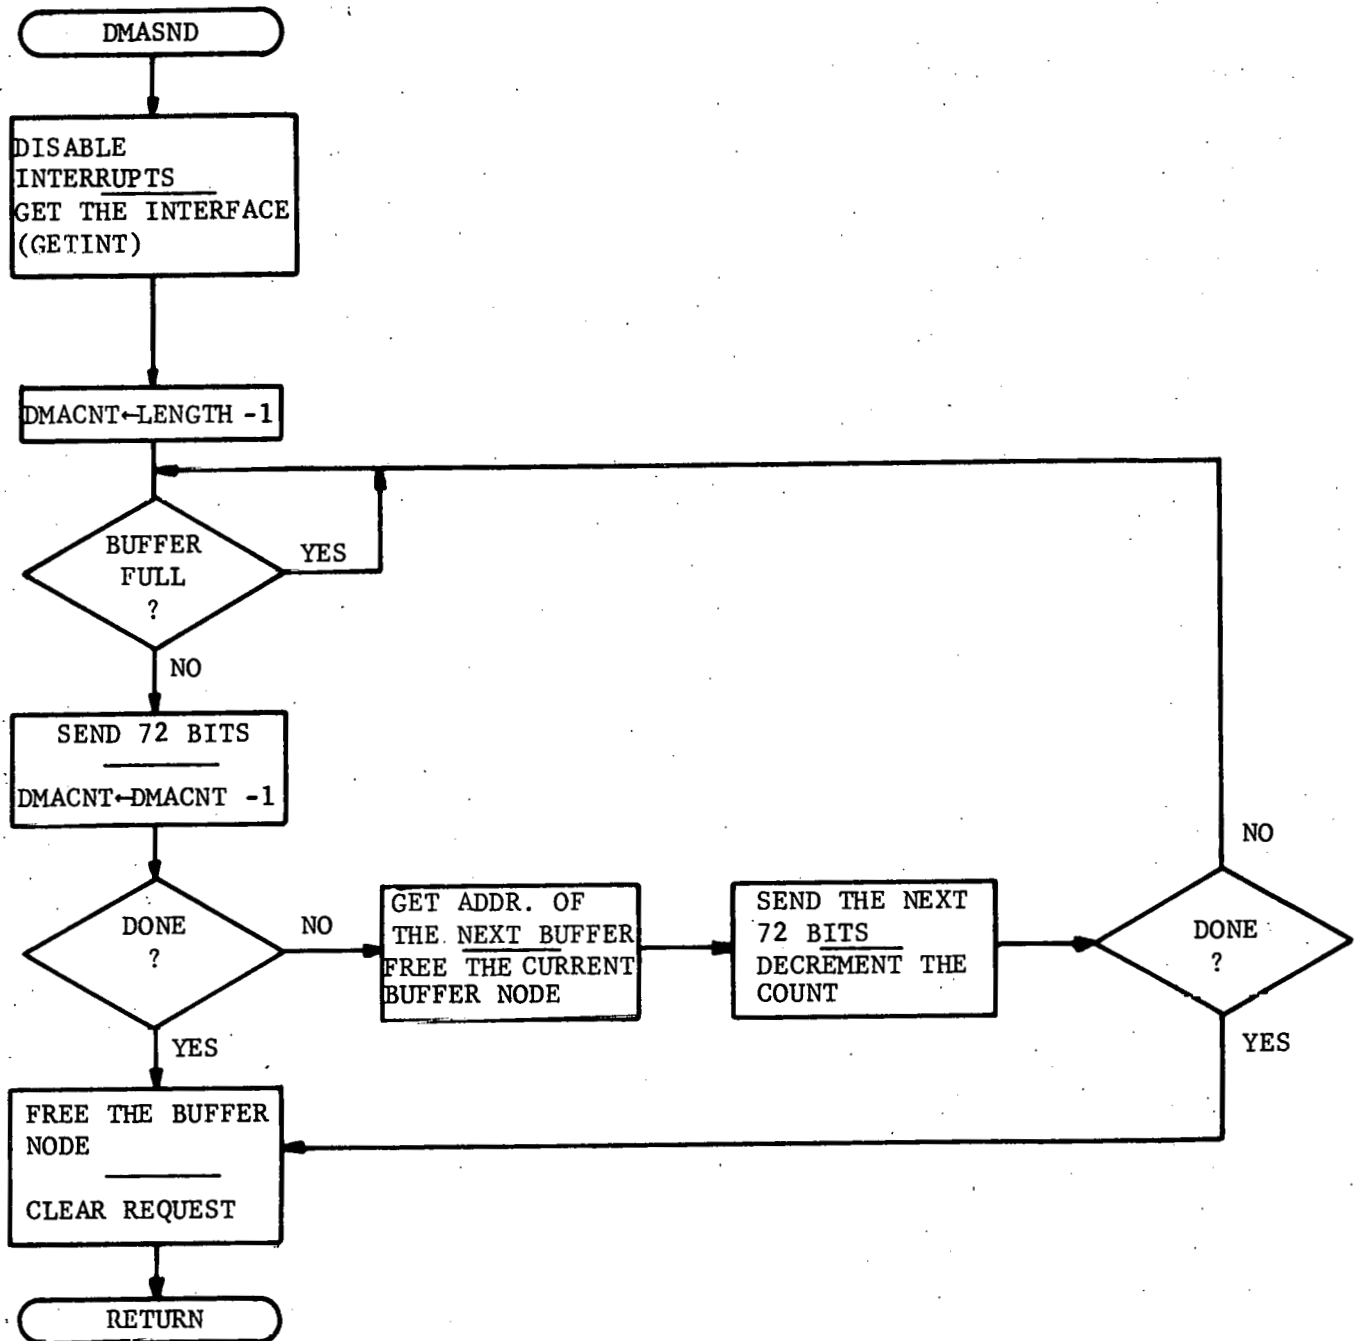 DMASND
DISABLE
INTERRUPTS
GET THE INTERFACE
(GETINT)
DMACNT←LENGTH -1
BUFFER
FULL
?
YES
NO
SEND 72 BITS
DMACNT←DMACNT -1
DONE
?
NO
GET ADDR. OF
THE NEXT BUFFER
FREE THE CURRENT
BUFFER NODE
SEND THE NEXT
72 BITS
DECREMENT THE
COUNT
NO
DONE
?
YES
YES
FREE THE BUFFER
NODE
CLEAR REQUEST
RETURN